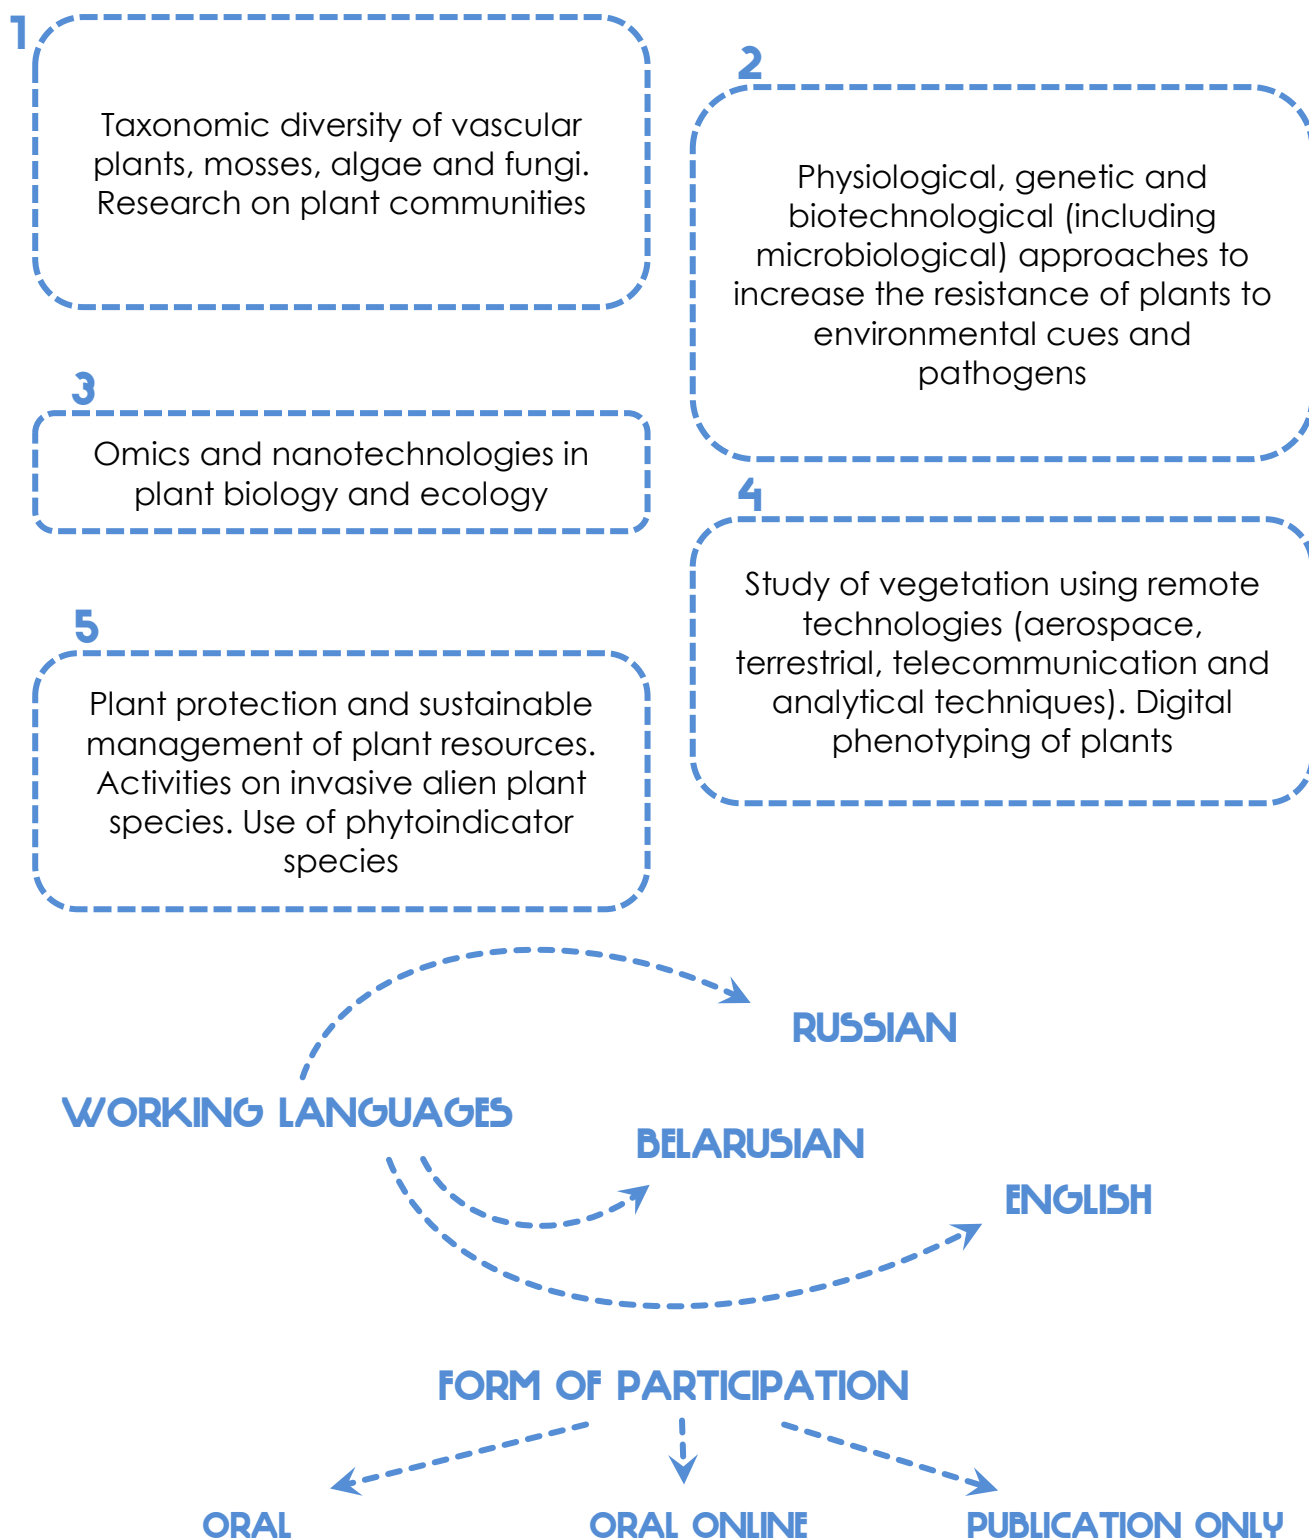 1
Taxonomic diversity of vascular
plants, mosses, algae and fungi.
Research on plant communities
2
Physiological, genetic and
biotechnological (including
microbiological) approaches to
increase the resistance of plants to
environmental cues and
pathogens
3
Omics and nanotechnologies in
plant biology and ecology
4
Study of vegetation using remote
technologies (aerospace,
terrestrial, telecommunication and
analytical techniques). Digital
phenotyping of plants
5
Plant protection and sustainable
management of plant resources.
Activities on invasive alien plant
species. Use of phytoindicator
species
WORKING LANGUAGES
RUSSIAN
BELARUSIAN
ENGLISH
FORM OF PARTICIPATION
ORAL
ORAL ONLINE
PUBLICATION ONLY